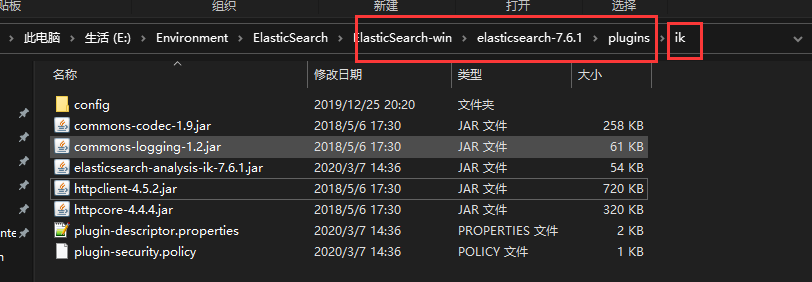 贴板 组织 新建 打开 选择
此电脑 生活 (E:) Environment ElasticSearch ElasticSearch-win elasticsearch-7.6.1 plugins ik
名称 修改日期 类型 大小
config 2019/12/25 20:20 文件夹
commons-codec-1.9.jar 2018/5/6 17:30 JAR 文件 258 KB
commons-logging-1.2.jar 2018/5/6 17:30 JAR 文件 61 KB
elasticsearch-analysis-ik-7.6.1.jar 2020/3/7 14:36 JAR 文件 54 KB
httpclient-4.5.2.jar 2018/5/6 17:30 JAR 文件 720 KB
httpcore-4.4.4.jar 2018/5/6 17:30 JAR 文件 320 KB
nte plugin-descriptor.properties 2020/3/7 14:36 PROPERTIES 文件 2 KB
plugin-security.policy 2020/3/7 14:36 POLICY 文件 1 KB